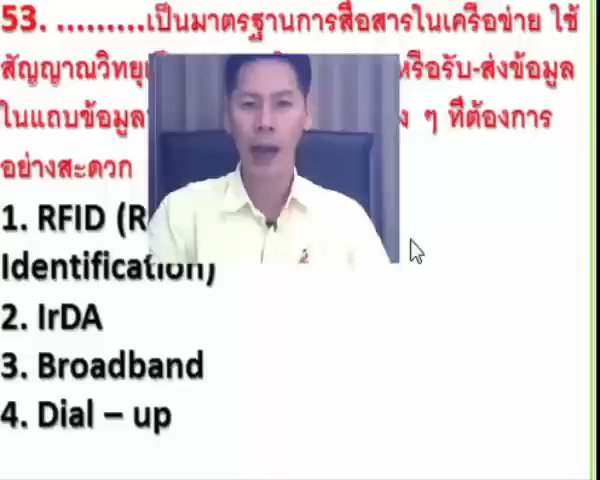 53. .........เป็นมาตรฐานการสื่อสารในเครือข่าย ใช้
สัญญาณวิทยุ หรือรับ-ส่งข้อมูล
ในแถบข้อมูล ๆ ที่ต้องการ
อย่างสะดวก
1. RFID (R
Identification)
2. IrDA
3. Broadband
4. Dial – up